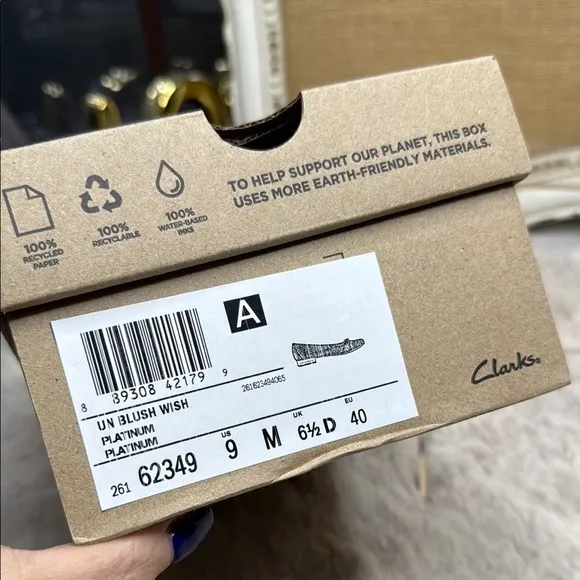 TO HELP SUPPORT OUR PLANET, THIS BOX
USES MORE EARTH-FRIENDLY MATERIALS.
100%
RECYCLED
PAPER
100%
RECYCLABLE
100%
WATER-BASED
INKS
A
8 89308 42179 9
261623494065
UN BLUSH WISH
PLATINUM
PLATINUM
261 62349
US
9
M
UK
6½ D
EU
40
Clarks.